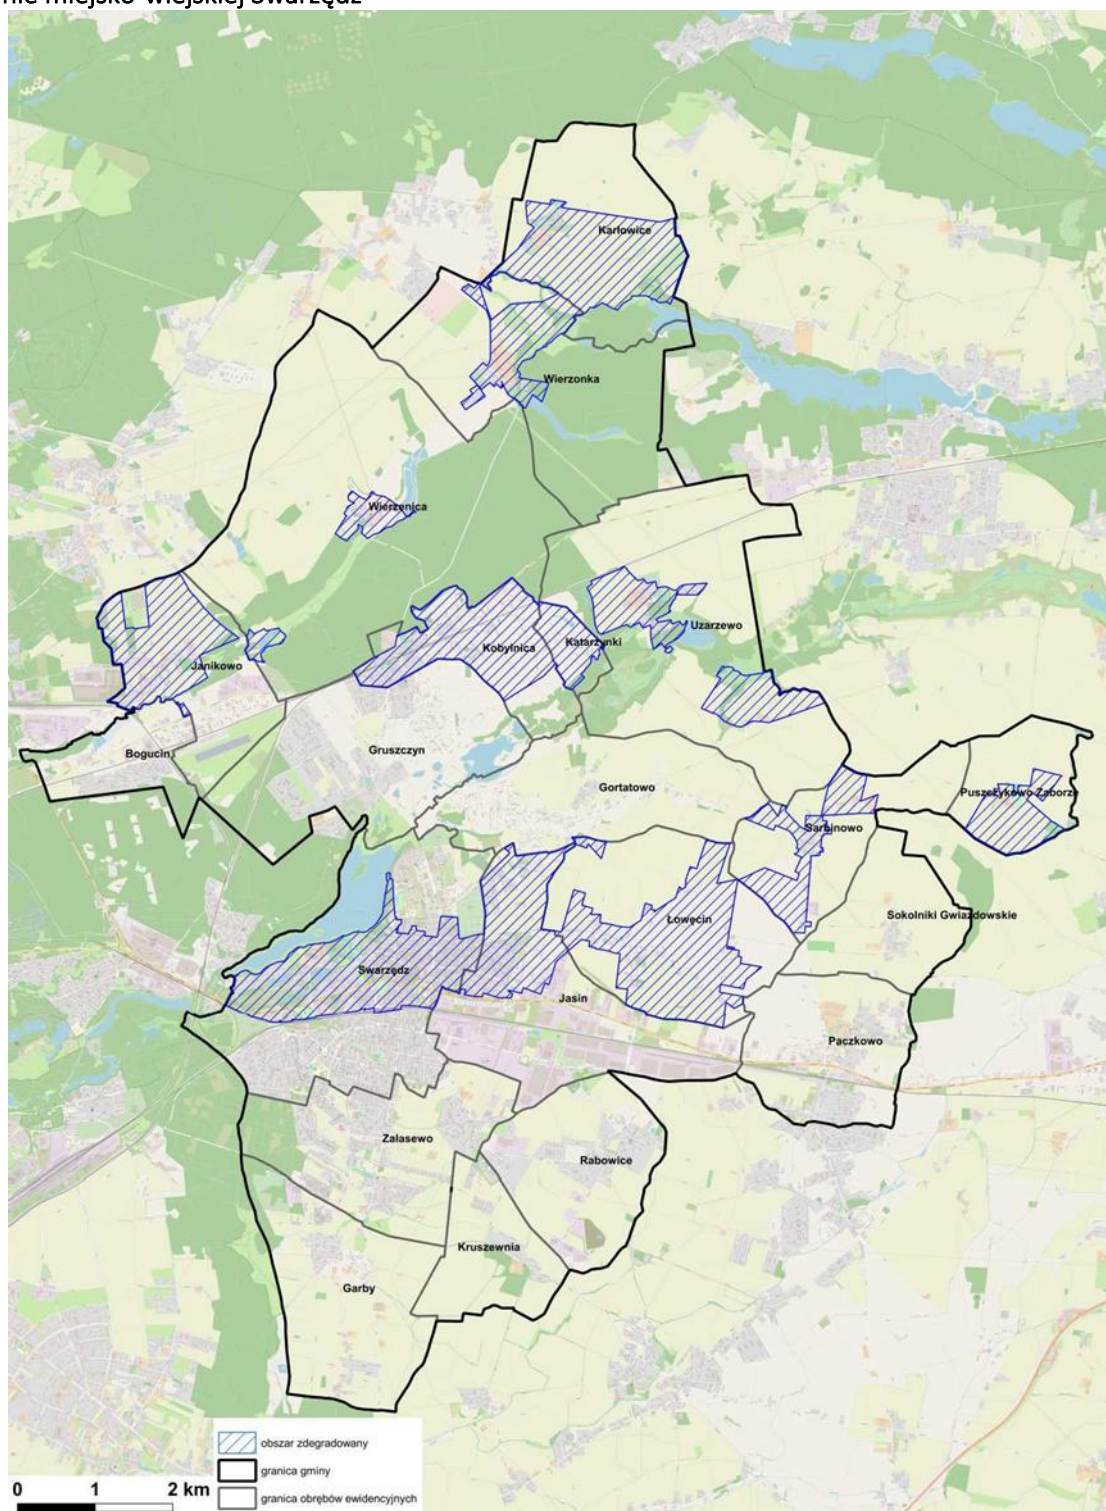 nie miejsko-wiejskiej Swarzędz
Karłowice
Wierzonka
Wierzenica
Uzarzewo
Katarzynki
Kobylnica
Janikowo
Gruszczyn
Bogucin
Gortatowo
Puszczykowo Zaborze
Sarbinowo
Łowęcin
Sokolniki Gwiazdowskie
Swarzędz
Jasin
Paczkowo
Zalasewo
Rabowice
Kruszewnia
Garby
obszar zdegradowany
granica gminy
granica obrębów ewidencyjnych
0 1 2 km